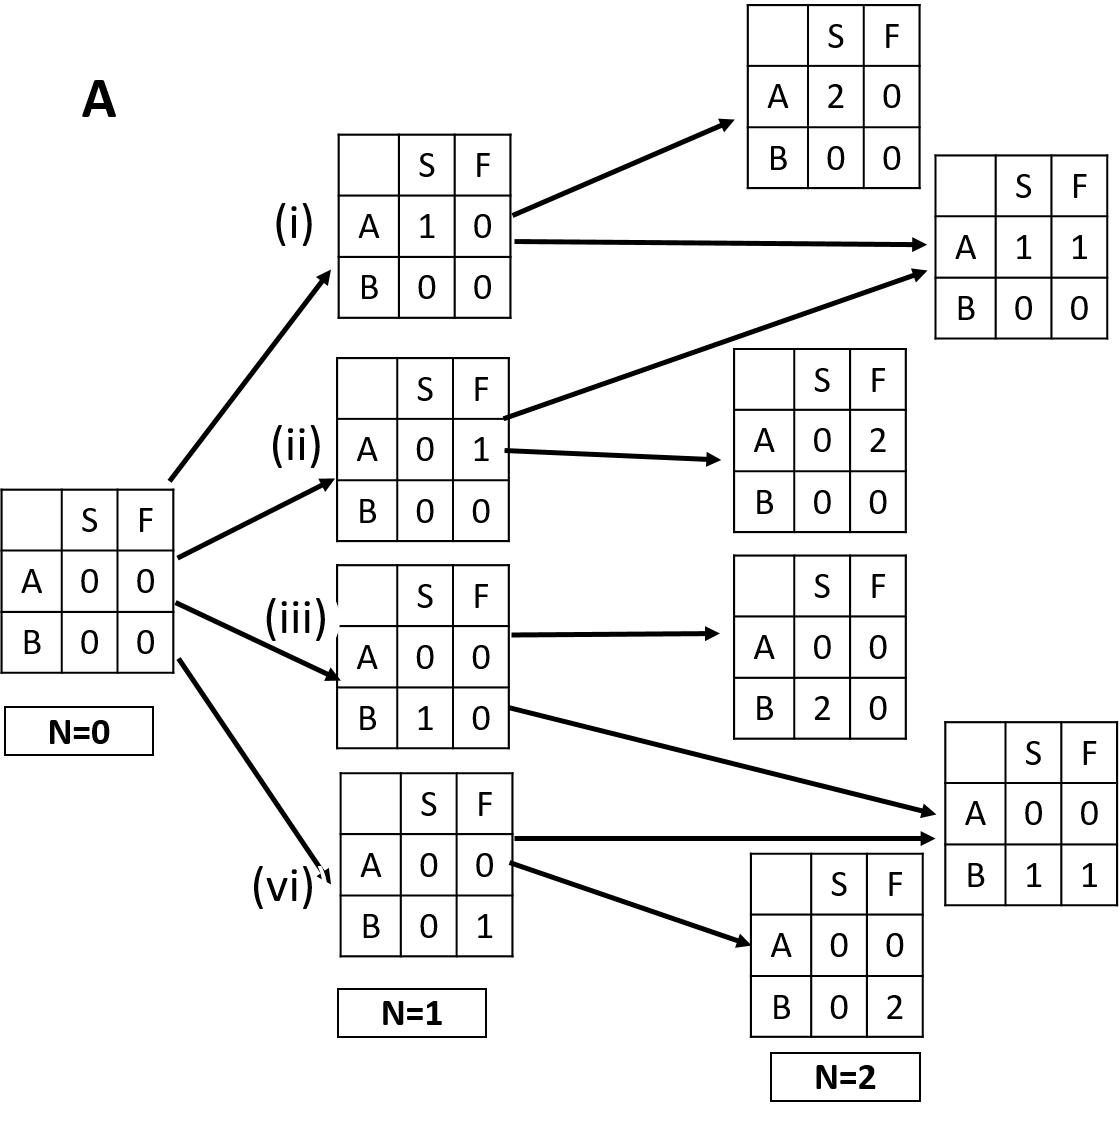 A
S F
A 0 0
B 0 0
N=0
(i)
S F
A 1 0
B 0 0
(ii)
S F
A 0 1
B 0 0
(iii)
S F
A 0 0
B 1 0
(vi)
S F
A 0 0
B 0 1
N=1
S F
A 2 0
B 0 0
S F
A 1 1
B 0 0
S F
A 0 2
B 0 0
S F
A 0 0
B 2 0
S F
A 0 0
B 1 1
S F
A 0 0
B 0 2
N=2